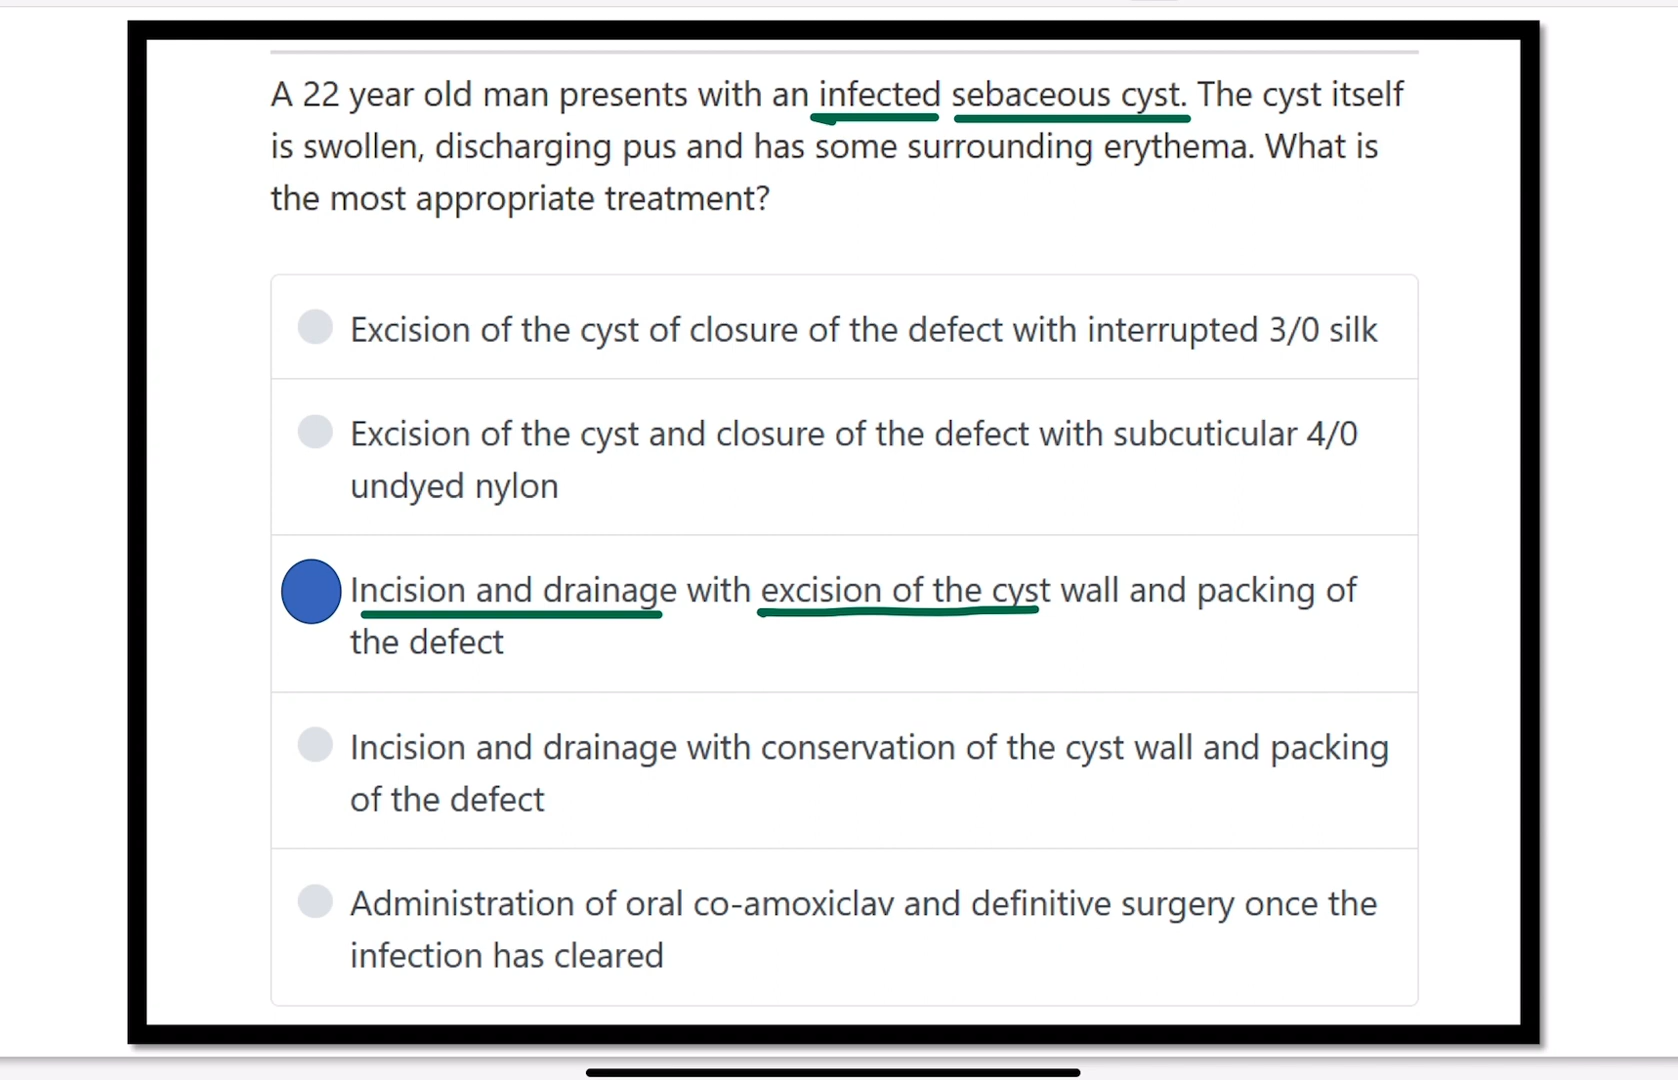 A 22 year old man presents with an infected sebaceous cyst. The cyst itself
is swollen, discharging pus and has some surrounding erythema. What is
the most appropriate treatment?
Excision of the cyst of closure of the defect with interrupted 3/0 silk
Excision of the cyst and closure of the defect with subcuticular 4/0
undyed nylon
Incision and drainage with excision of the cyst wall and packing of
the defect
Incision and drainage with conservation of the cyst wall and packing
of the defect
Administration of oral co-amoxiclav and definitive surgery once the
infection has cleared